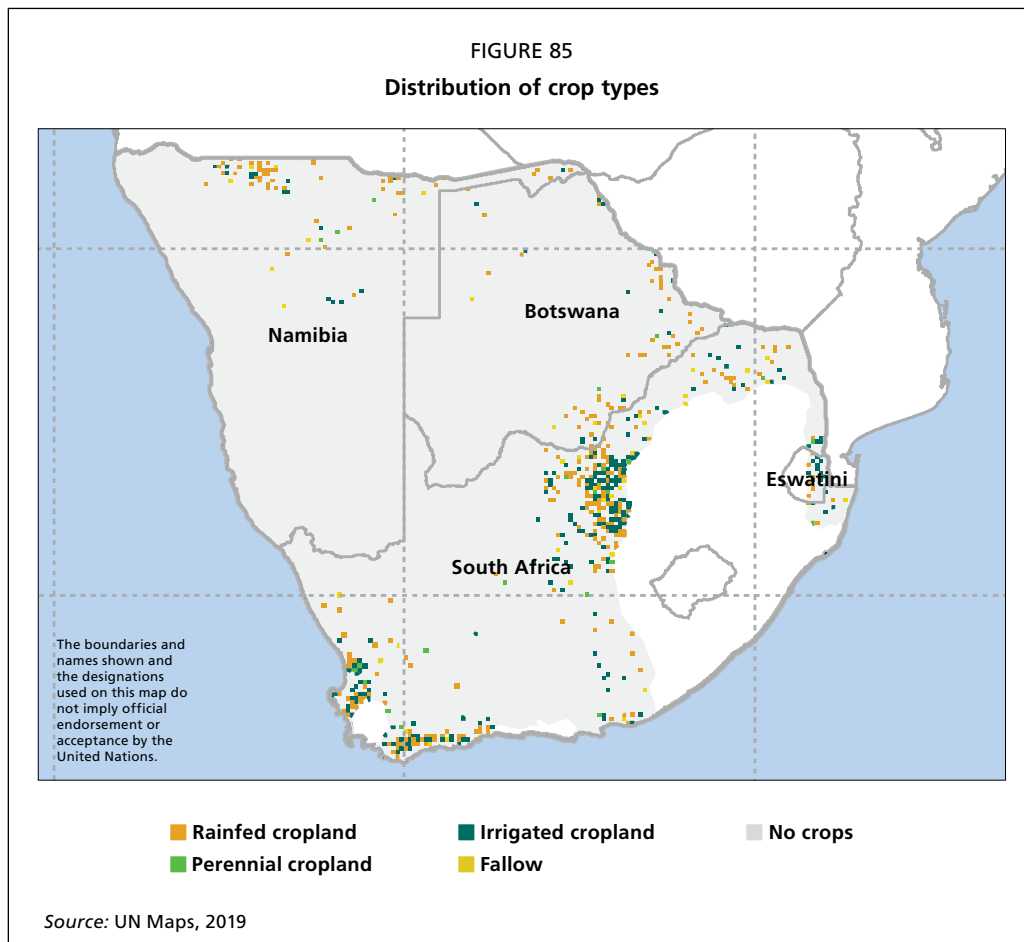 FIGURE 85
Distribution of crop types
Namibia
Botswana
Eswatini
South Africa
The boundaries and
names shown and
the designations
used on this map do
not imply official
endorsement or
acceptance by the
United Nations.
Rainfed cropland
Irrigated cropland
No crops
Perennial cropland
Fallow
Source: UN Maps, 2019